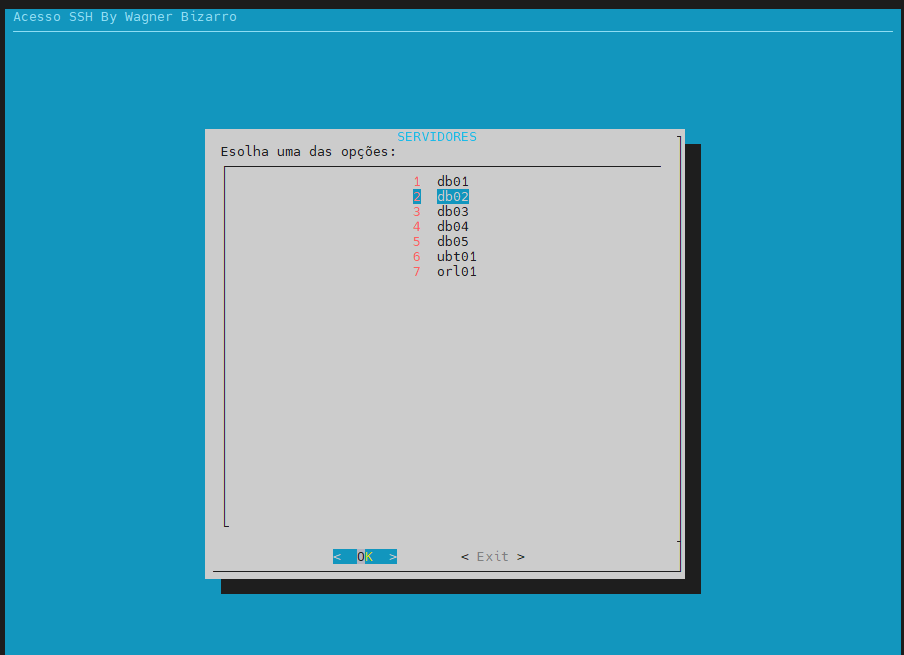 Acesso SSH By Wagner Bizarro
SERVIDORES
Esolha uma das opções:
1 db01
2 db02
3 db03
4 db04
5 db05
6 ubt01
7 orl01
< OK > < Exit >